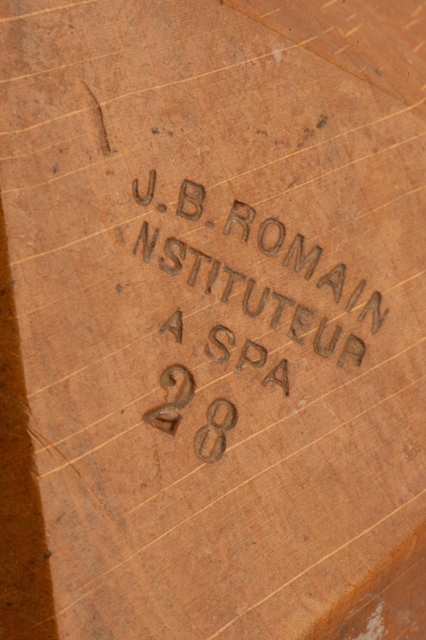 J.B. ROMAIN
NSTITUTEUR
A SPA
28